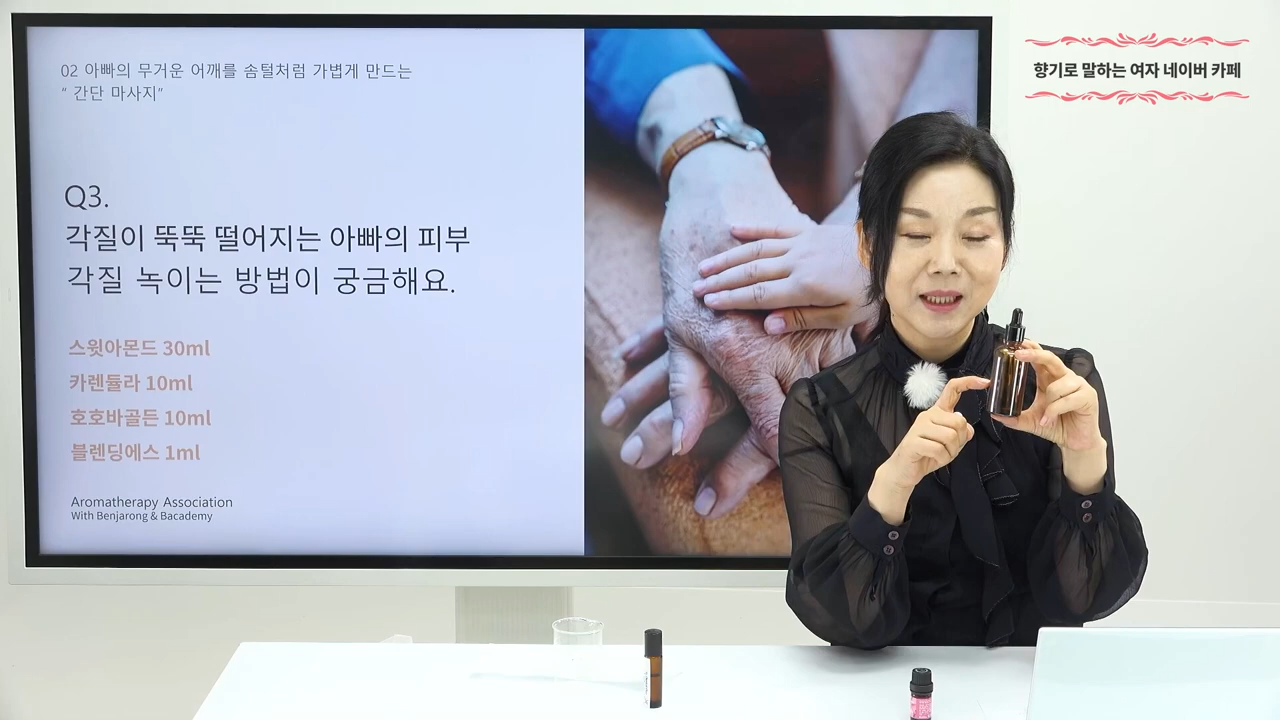 02 아빠의 무거운 어깨를 솜털처럼 가볍게 만드는
“ 간단 마사지”
향기로 말하는 여자 네이버 카페
Q3.
각질이 뚝뚝 떨어지는 아빠의 피부
각질 녹이는 방법이 궁금해요.
스윗아몬드 30ml
카렌듈라 10ml
호호바골든 10ml
블렌딩에스 1ml
Aromatherapy Association
With Benjarong & Bacademy